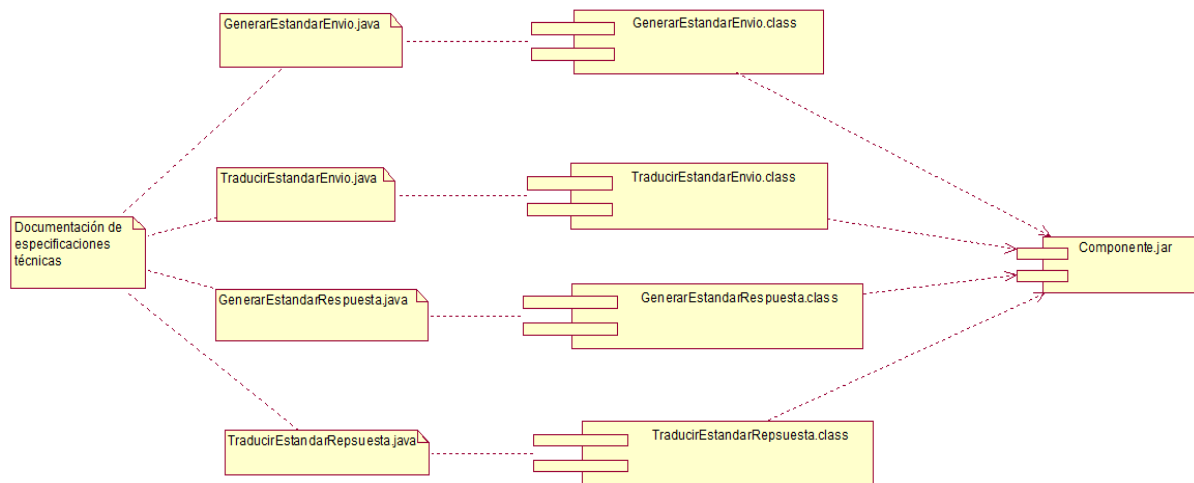 GenerarEstandarEnvio.java
GenerarEstandarEnvio.class
TraducirEstandarEnvio.java
TraducirEstandarEnvio.class
Documentación de
especificaciones
técnicas
Componente.jar
GenerarEstandarRespuesta.java
GenerarEstandarRespuesta.class
TraducirEstandarRepsuesta.java
TraducirEstandarRepsuesta.class